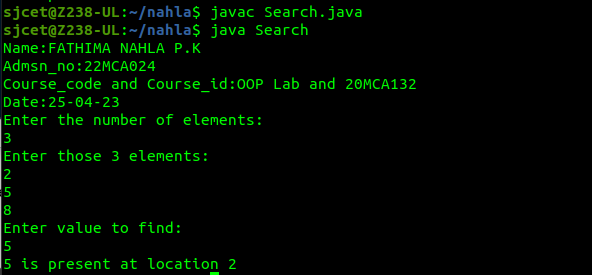 sjcet@Z238-UL:~/nahla$ javac Search.java
sjcet@Z238-UL:~/nahla$ java Search
Name:FATHIMA NAHLA P.K
Admsn_no:22MCA024
Course_code and Course_id:OOP Lab and 20MCA132
Date:25-04-23
Enter the number of elements:
3
Enter those 3 elements:
2
5
8
Enter value to find:
5
5 is present at location 2